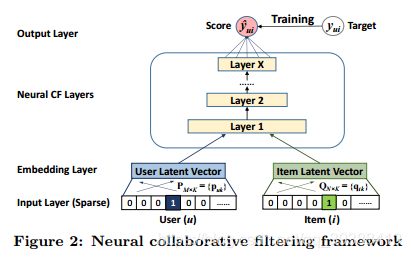 Output Layer
Score ŷui Training yui Target
Layer X
......
Neural CF Layers
Layer 2
Layer 1
Embedding Layer
User Latent Vector
Item Latent Vector
PM×K = {puk}
QN×K = {qik}
Input Layer (Sparse)
0 0 0 1 0 0 ......
0 0 0 0 1 0 ......
User (u)
Item (i)
Figure 2: Neural collaborative filtering framework